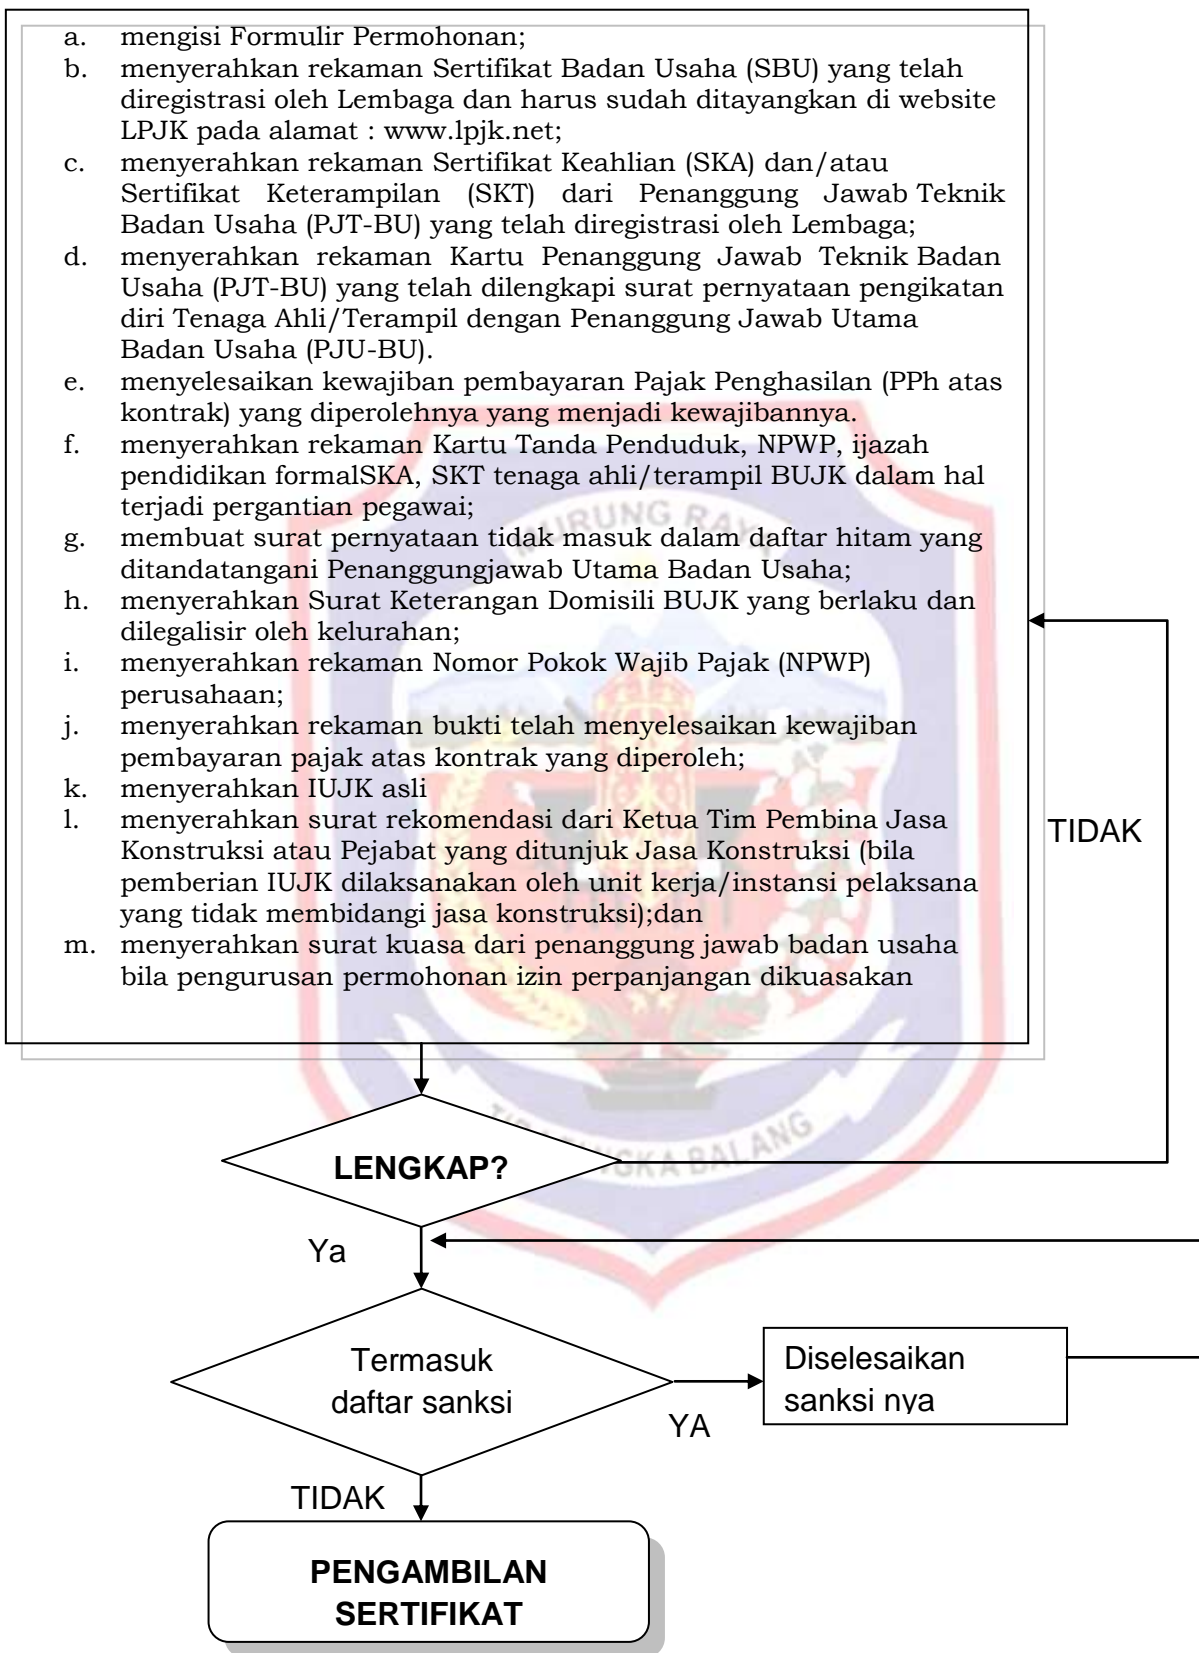 a. mengisi Formulir Permohonan;
b. menyerahkan rekaman Sertifikat Badan Usaha (SBU) yang telah
diregistrasi oleh Lembaga dan harus sudah ditayangkan di website
LPJK pada alamat : www.lpjk.net;
c. menyerahkan rekaman Sertifikat Keahlian (SKA) dan/atau
Sertifikat Keterampilan (SKT) dari Penanggung Jawab Teknik
Badan Usaha (PJT-BU) yang telah diregistrasi oleh Lembaga;
d. menyerahkan rekaman Kartu Penanggung Jawab Teknik Badan
Usaha (PJT-BU) yang telah dilengkapi surat pernyataan pengikatan
diri Tenaga Ahli/Terampil dengan Penanggung Jawab Utama
Badan Usaha (PJU-BU).
e. menyelesaikan kewajiban pembayaran Pajak Penghasilan (PPh atas
kontrak) yang diperolehnya yang menjadi kewajibannya.
f. menyerahkan rekaman Kartu Tanda Penduduk, NPWP, ijazah
pendidikan formalSKA, SKT tenaga ahli/terampil BUJK dalam hal
terjadi pergantian pegawai;
g. membuat surat pernyataan tidak masuk dalam daftar hitam yang
ditandatangani Penanggungjawab Utama Badan Usaha;
h. menyerahkan Surat Keterangan Domisili BUJK yang berlaku dan
dilegalisir oleh kelurahan;
i. menyerahkan rekaman Nomor Pokok Wajib Pajak (NPWP)
perusahaan;
j. menyerahkan rekaman bukti telah menyelesaikan kewajiban
pembayaran pajak atas kontrak yang diperoleh;
k. menyerahkan IUJK asli
l. menyerahkan surat rekomendasi dari Ketua Tim Pembina Jasa
Konstruksi atau Pejabat yang ditunjuk Jasa Konstruksi (bila
pemberian IUJK dilaksanakan oleh unit kerja/instansi pelaksana
yang tidak membidangi jasa konstruksi);dan
m. menyerahkan surat kuasa dari penanggung jawab badan usaha
bila pengurusan permohonan izin perpanjangan dikuasakan
MURUNG RAYA
TIDAK
LENGKAP?
BALANG
Ya
Termasuk
daftar sanksi
YA
Diselesaikan
sanksi nya
TIDAK
PENGAMBILAN
SERTIFIKAT